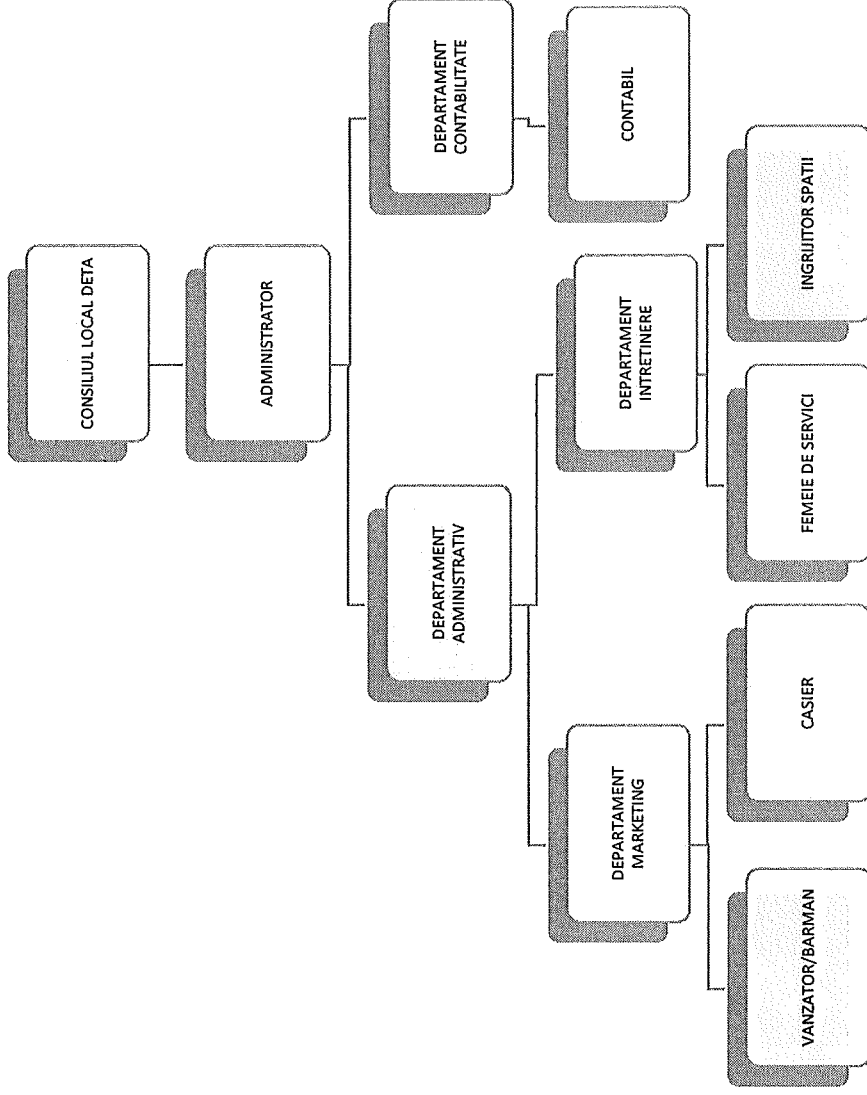 CONSILIUL LOCAL DETA
ADMINISTRATOR
DEPARTAMENT
ADMINISTRATIV
DEPARTAMENT
CONTABILITATE
DEPARTAMENT
MARKETING
DEPARTAMENT
INTRETINERE
CONTABIL
VANZATOR/BARMAN
CASIER
FEMEIE DE SERVICI
INGRIJITOR SPATII